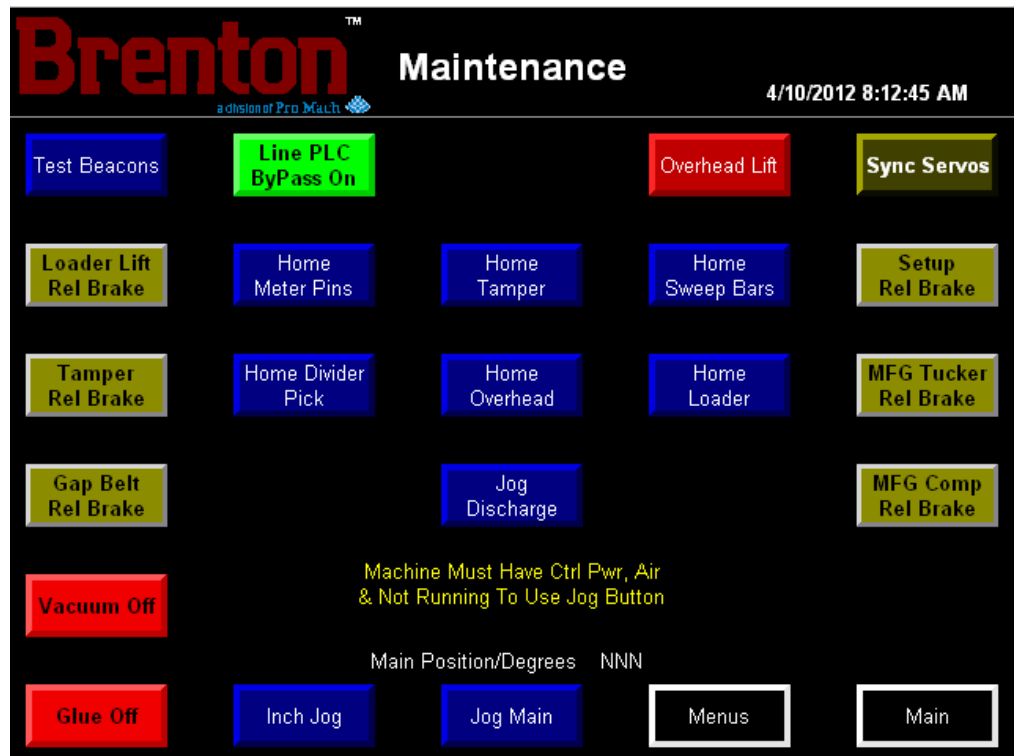 Brenton™
a division of Pro Mach
Maintenance
4/10/2012 8:12:45 AM
Test Beacons
Line PLC
ByPass On
Overhead Lift
Sync Servos
Loader Lift
Rel Brake
Home
Meter Pins
Home
Tamper
Home
Sweep Bars
Setup
Rel Brake
Tamper
Rel Brake
Home Divider
Pick
Home
Overhead
Home
Loader
MFG Tucker
Rel Brake
Gap Belt
Rel Brake
Jog
Discharge
MFG Comp
Rel Brake
Machine Must Have Ctrl Pwr, Air
& Not Running To Use Jog Button
Vacuum Off
Main Position/Degrees NNN
Glue Off
Inch Jog
Jog Main
Menus
Main